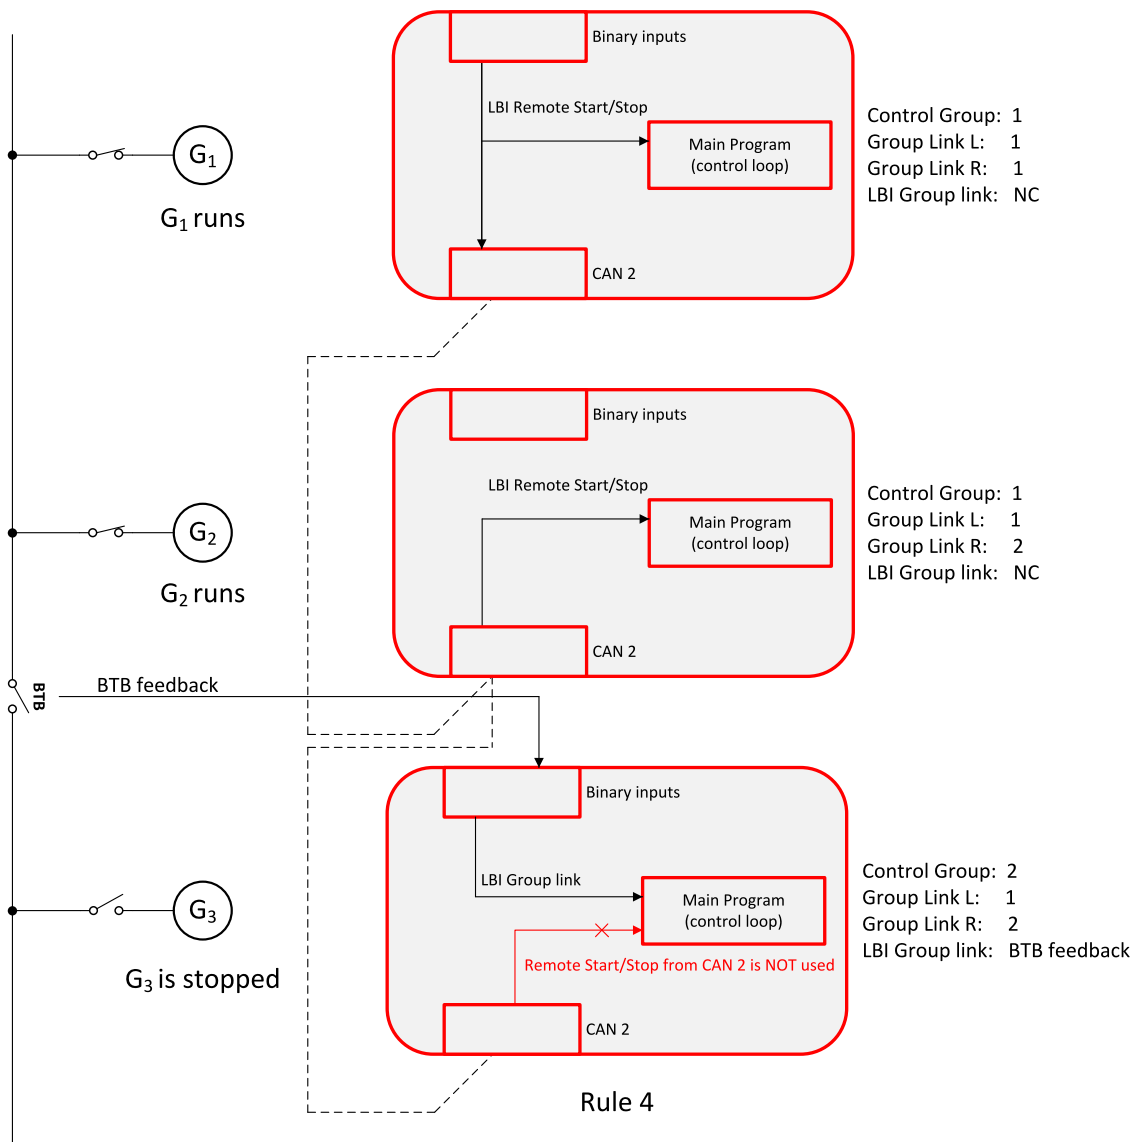 Binary inputs
LBI Remote Start/Stop
Main Program
(control loop)
CAN 2
Control Group: 1
Group Link L: 1
Group Link R: 1
LBI Group link: NC
G1
G1 runs
Binary inputs
LBI Remote Start/Stop
Main Program
(control loop)
CAN 2
Control Group: 1
Group Link L: 1
Group Link R: 2
LBI Group link: NC
G2
G2 runs
BTB
BTB feedback
Binary inputs
LBI Group link
Main Program
(control loop)
Remote Start/Stop from CAN 2 is NOT used
CAN 2
Control Group: 2
Group Link L: 1
Group Link R: 2
LBI Group link: BTB feedback
G3
G3 is stopped
Rule 4